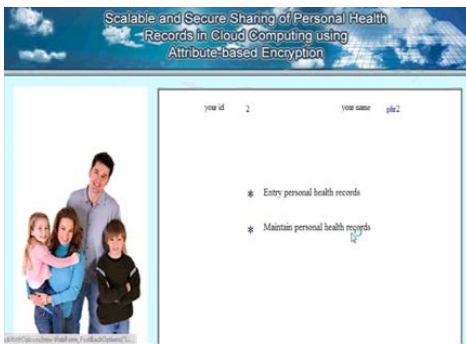 Scalable and Secure Sharing of Personal Health
Records in Cloud Computing using
Attribute-based Encryption
your id 2 your name phr2
* Entry personal health records
* Maintain personal health records